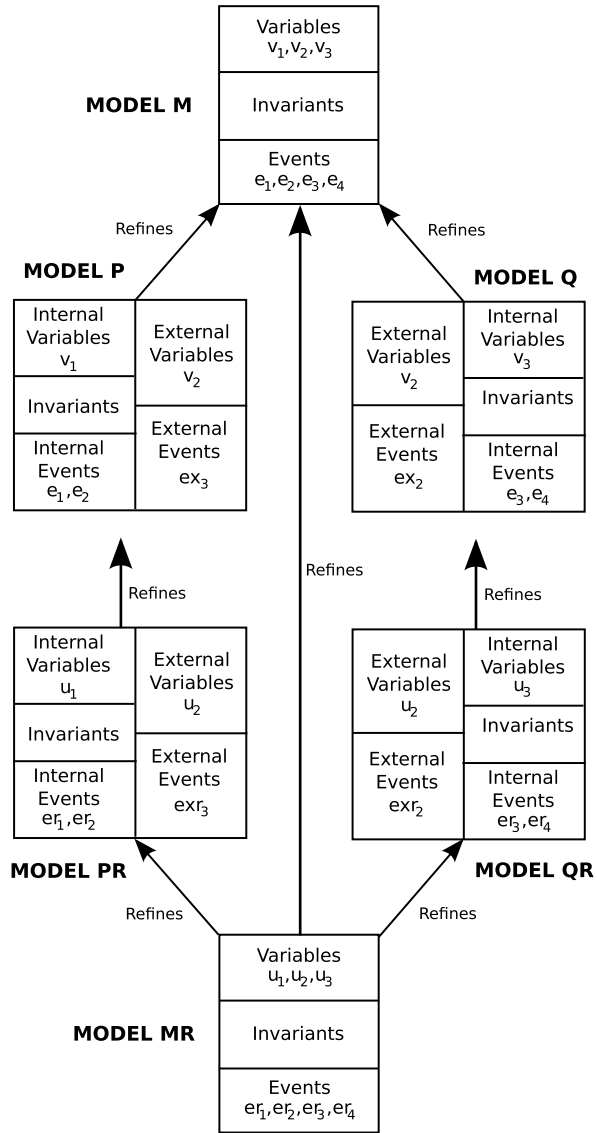 Variables
v1,v2,v3
MODEL M
Invariants
Events
e1,e2,e3,e4
Refines
Refines
MODEL P
MODEL Q
Internal
Variables
v1
External
Variables
v2
Invariants
External
Events
ex3
Internal
Events
e1,e2
External
Variables
v2
Internal
Variables
v3
Invariants
External
Events
ex2
Internal
Events
e3,e4
Refines
Refines
Refines
Internal
Variables
u1
External
Variables
u2
Invariants
External
Events
exr3
Internal
Events
er1,er2
External
Variables
u2
Internal
Variables
u3
Invariants
External
Events
exr2
Internal
Events
er3,er4
MODEL PR
MODEL QR
Refines
Refines
Variables
u1,u2,u3
MODEL MR
Invariants
Events
er1,er2,er3,er4